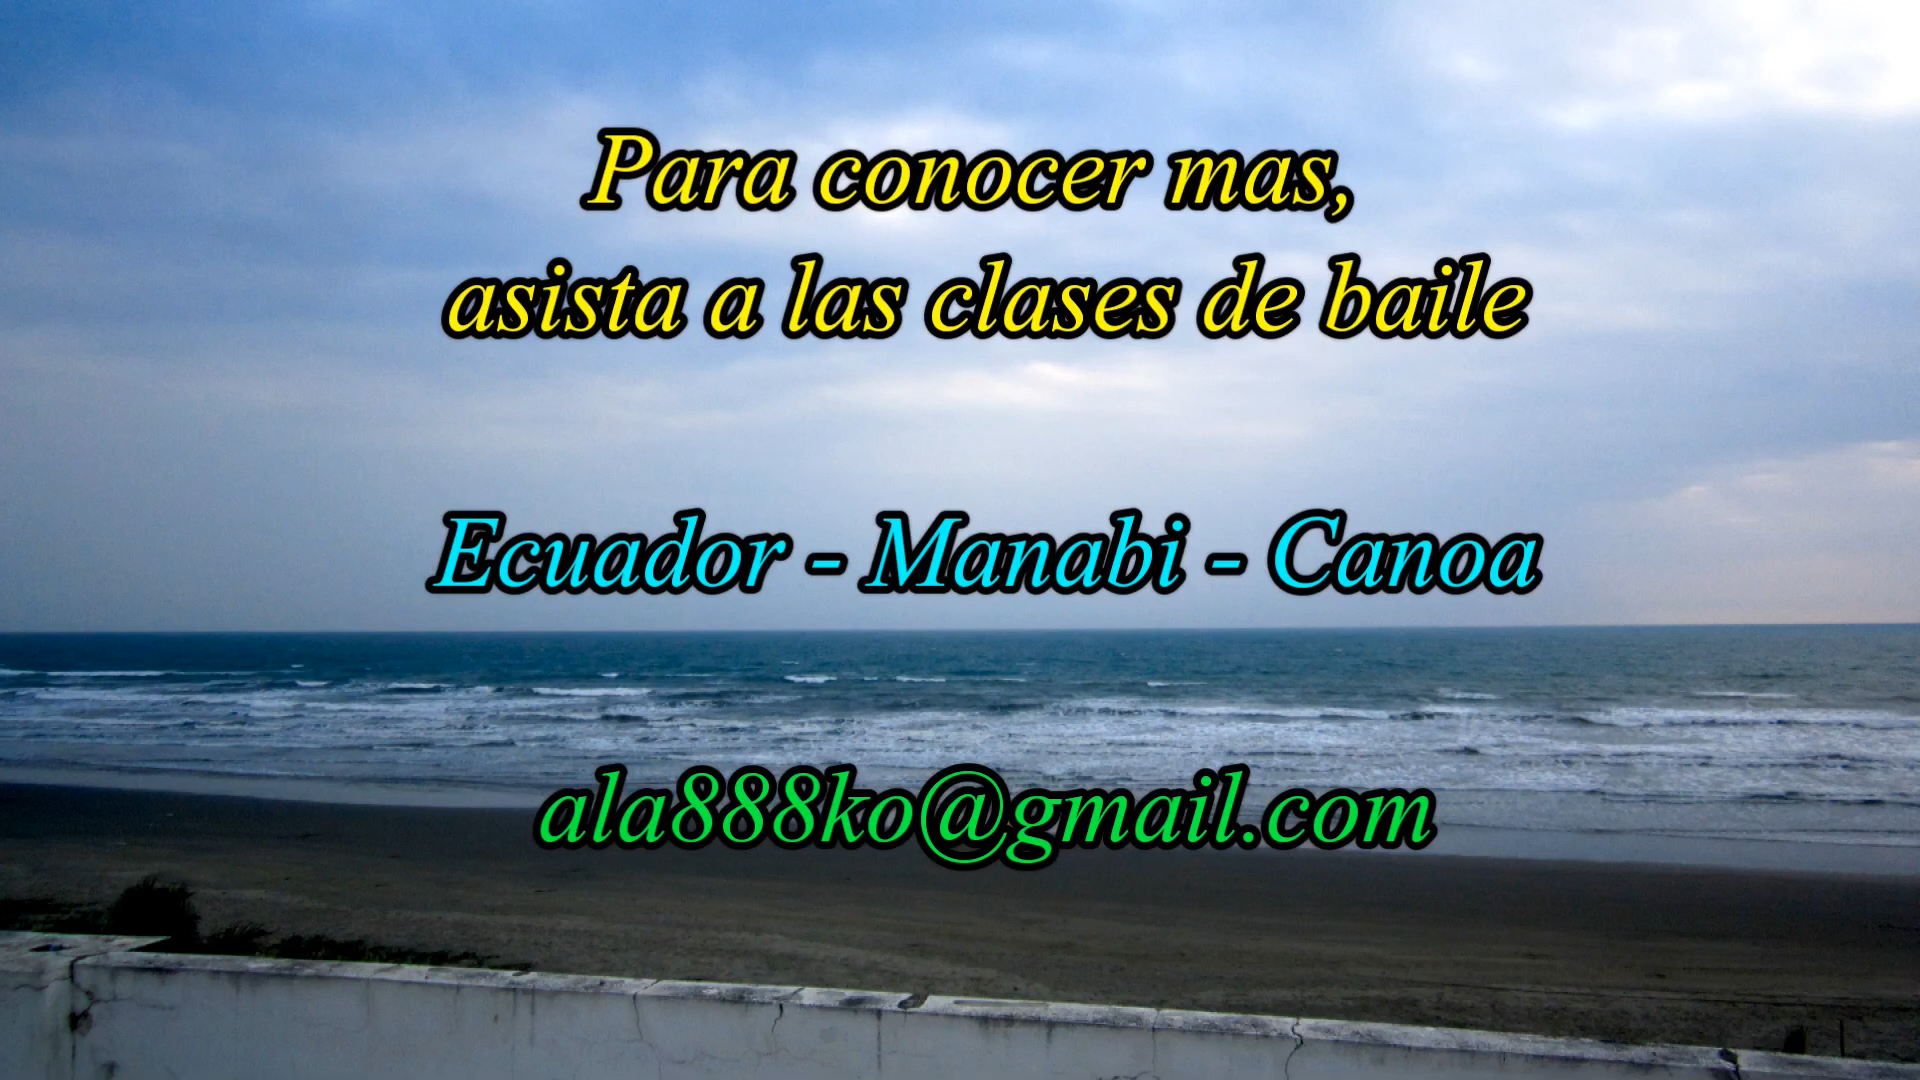 Para conocer mas,
asista a las clases de baile
Ecuador - Manabi - Canoa
ala888ko@gmail.com